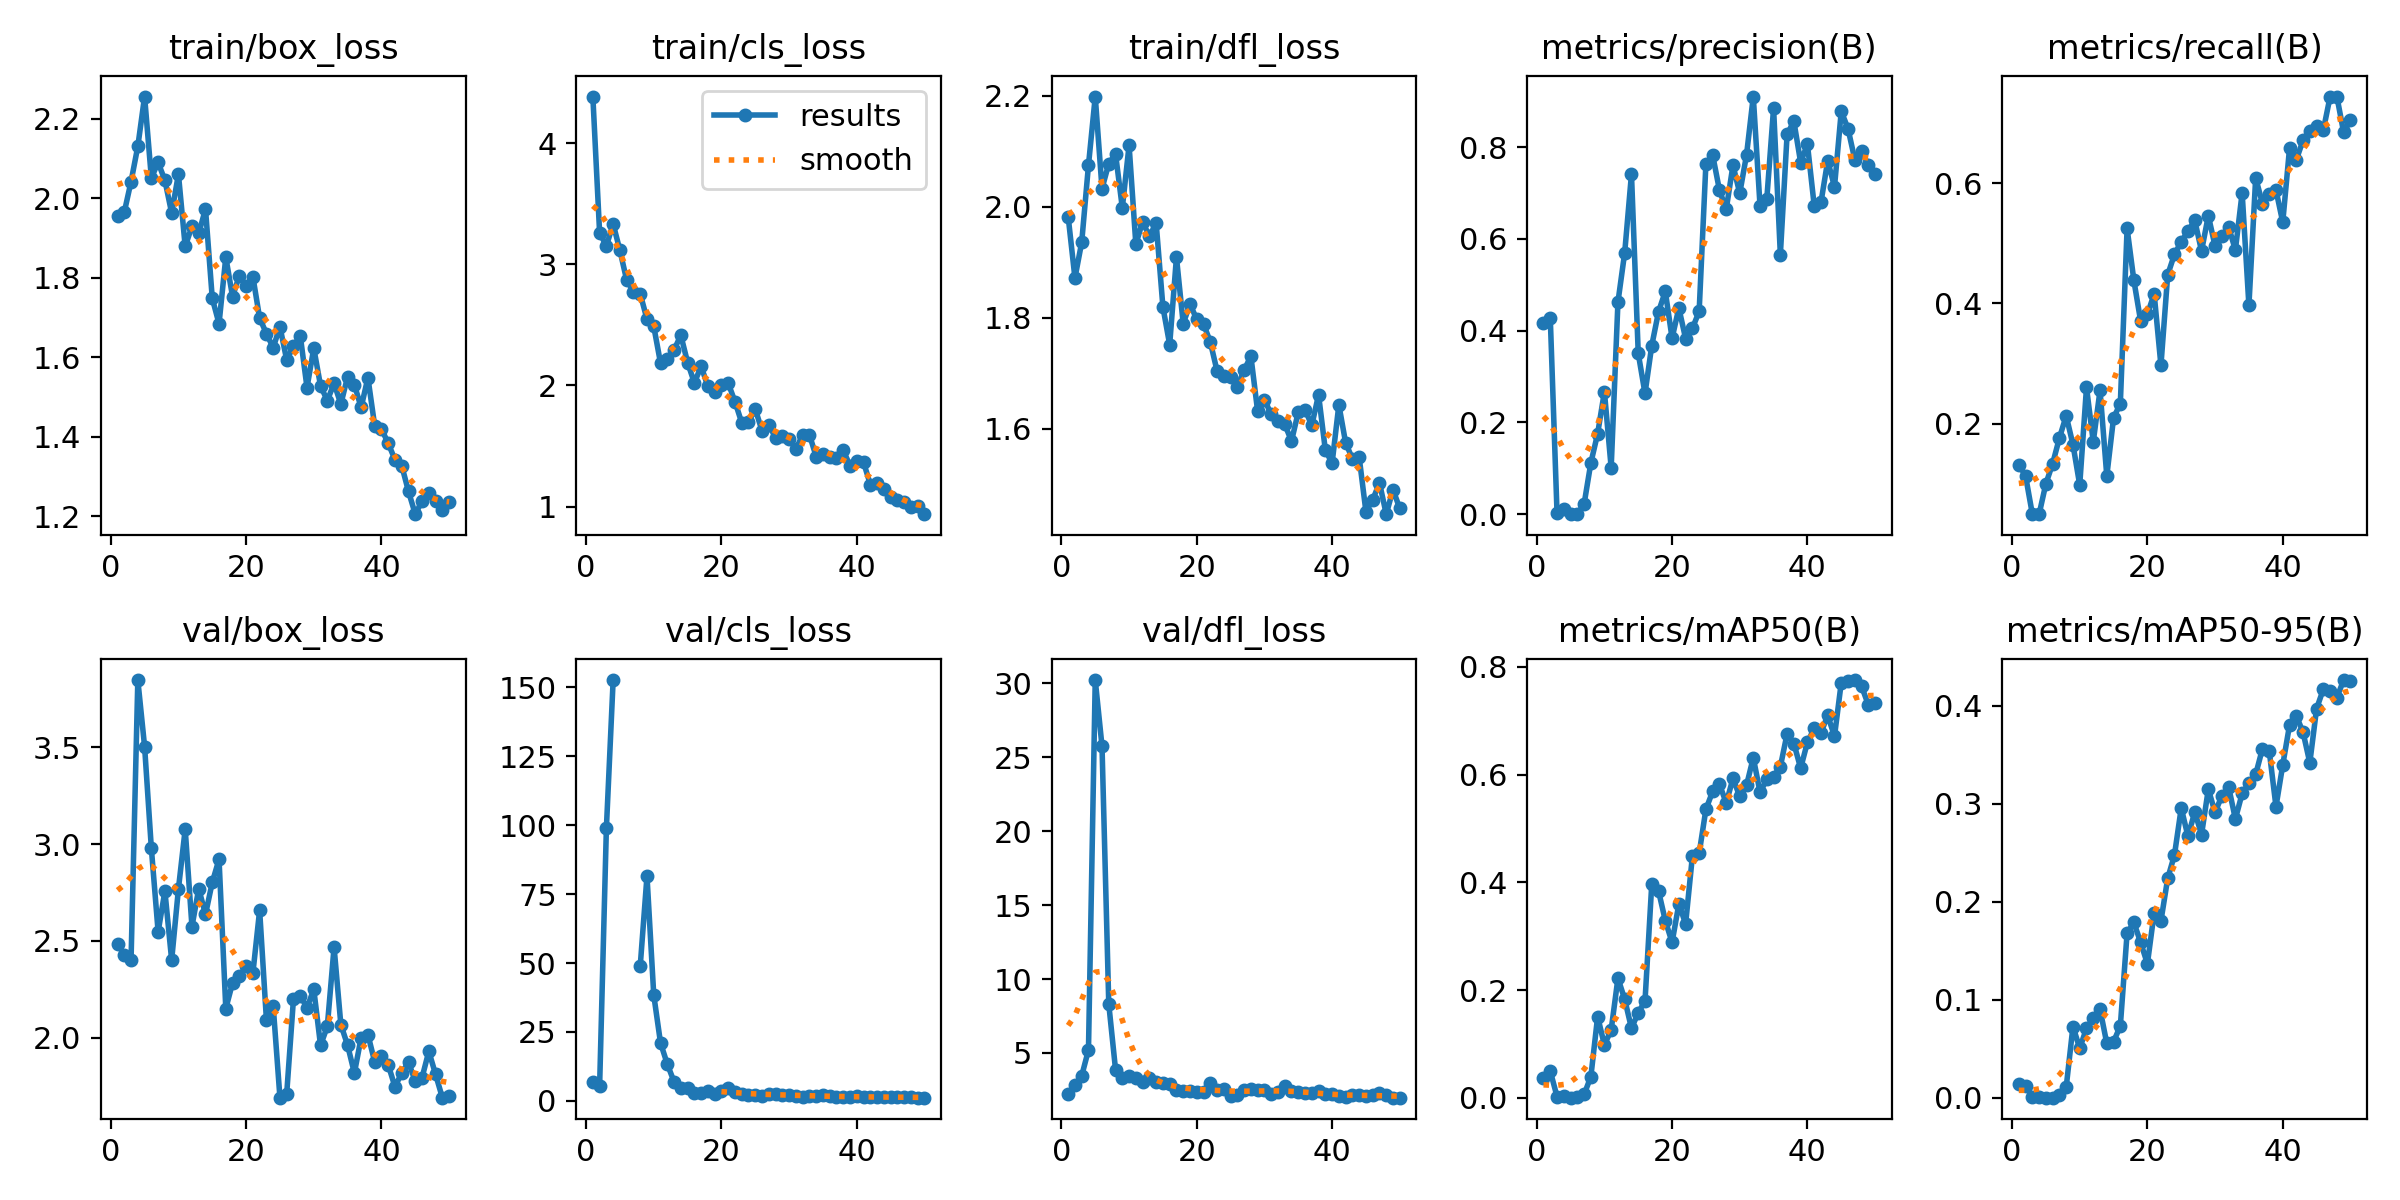 train/box_loss
2.2
2.0
1.8
1.6
1.4
1.2
0 20 40
train/cls_loss
results
smooth
4
3
2
1
0 20 40
train/dfl_loss
2.2
2.0
1.8
1.6
0 20 40
metrics/precision(B)
0.8
0.6
0.4
0.2
0.0
0 20 40
metrics/recall(B)
0.6
0.4
0.2
0 20 40
val/box_loss
3.5
3.0
2.5
2.0
0 20 40
val/cls_loss
150
125
100
75
50
25
0
0 20 40
val/dfl_loss
30
25
20
15
10
5
0 20 40
metrics/mAP50(B)
0.8
0.6
0.4
0.2
0.0
0 20 40
metrics/mAP50-95(B)
0.4
0.3
0.2
0.1
0.0
0 20 40